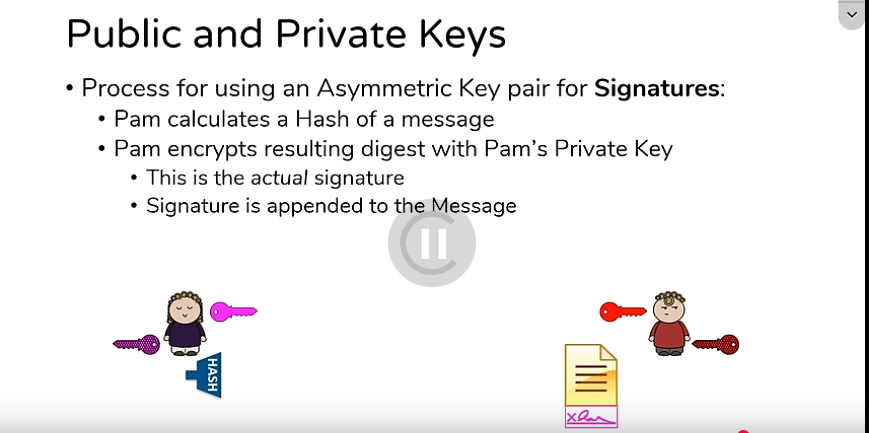 Public and Private Keys
• Process for using an Asymmetric Key pair for Signatures:
• Pam calculates a Hash of a message
• Pam encrypts resulting digest with Pam's Private Key
• This is the actual signature
• Signature is appended to the Message
HASH